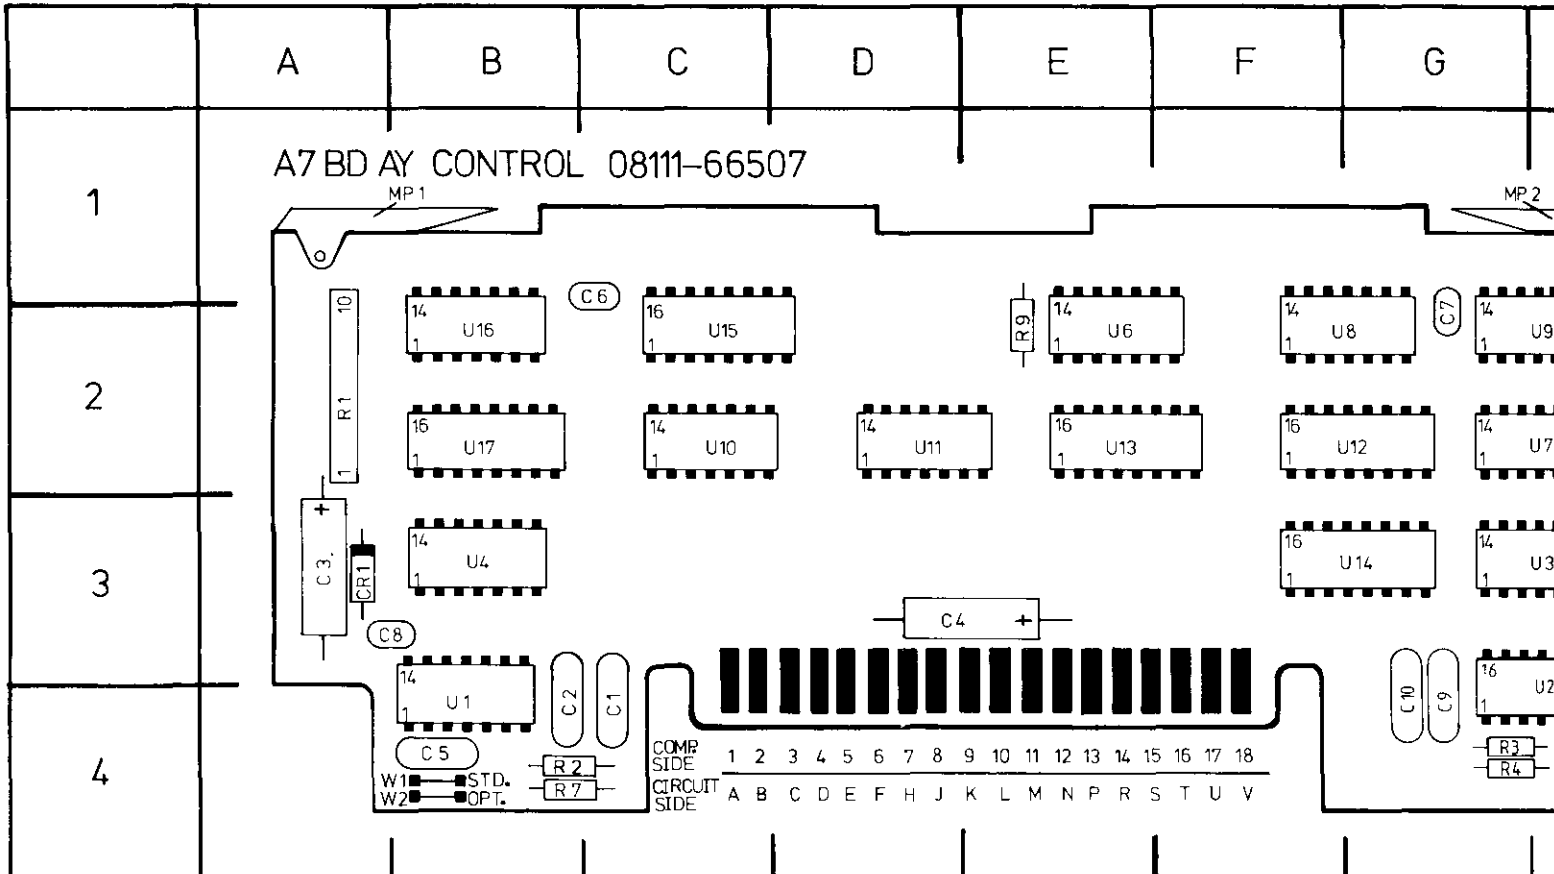 A B C D E F G
A7 BD AY CONTROL 08111-66507
1
MP1 MP2
C6
10
14 U16 1
16 U15 1
R9
14 U6 1
14 U8 1
C7
14 U9 1
2
R1
1
16 U17 1
14 U10 1
14 U11 1
16 U13 1
16 U12 1
14 U7 1
3
+ C3.
CR1
14 U4 1
16 U14 1
14 U3 1
C8
C4 +
14 U1 1
C2 C1
C10 C9
16 U2 1
4
C5
W1 STD.
W2 OPT.
R2
R7
R3
R4
COMP. SIDE 1 2 3 4 5 6 7 8 9 10 11 12 13 14 15 16 17 18
CIRCUIT SIDE A B C D E F H J K L M N P R S T U V